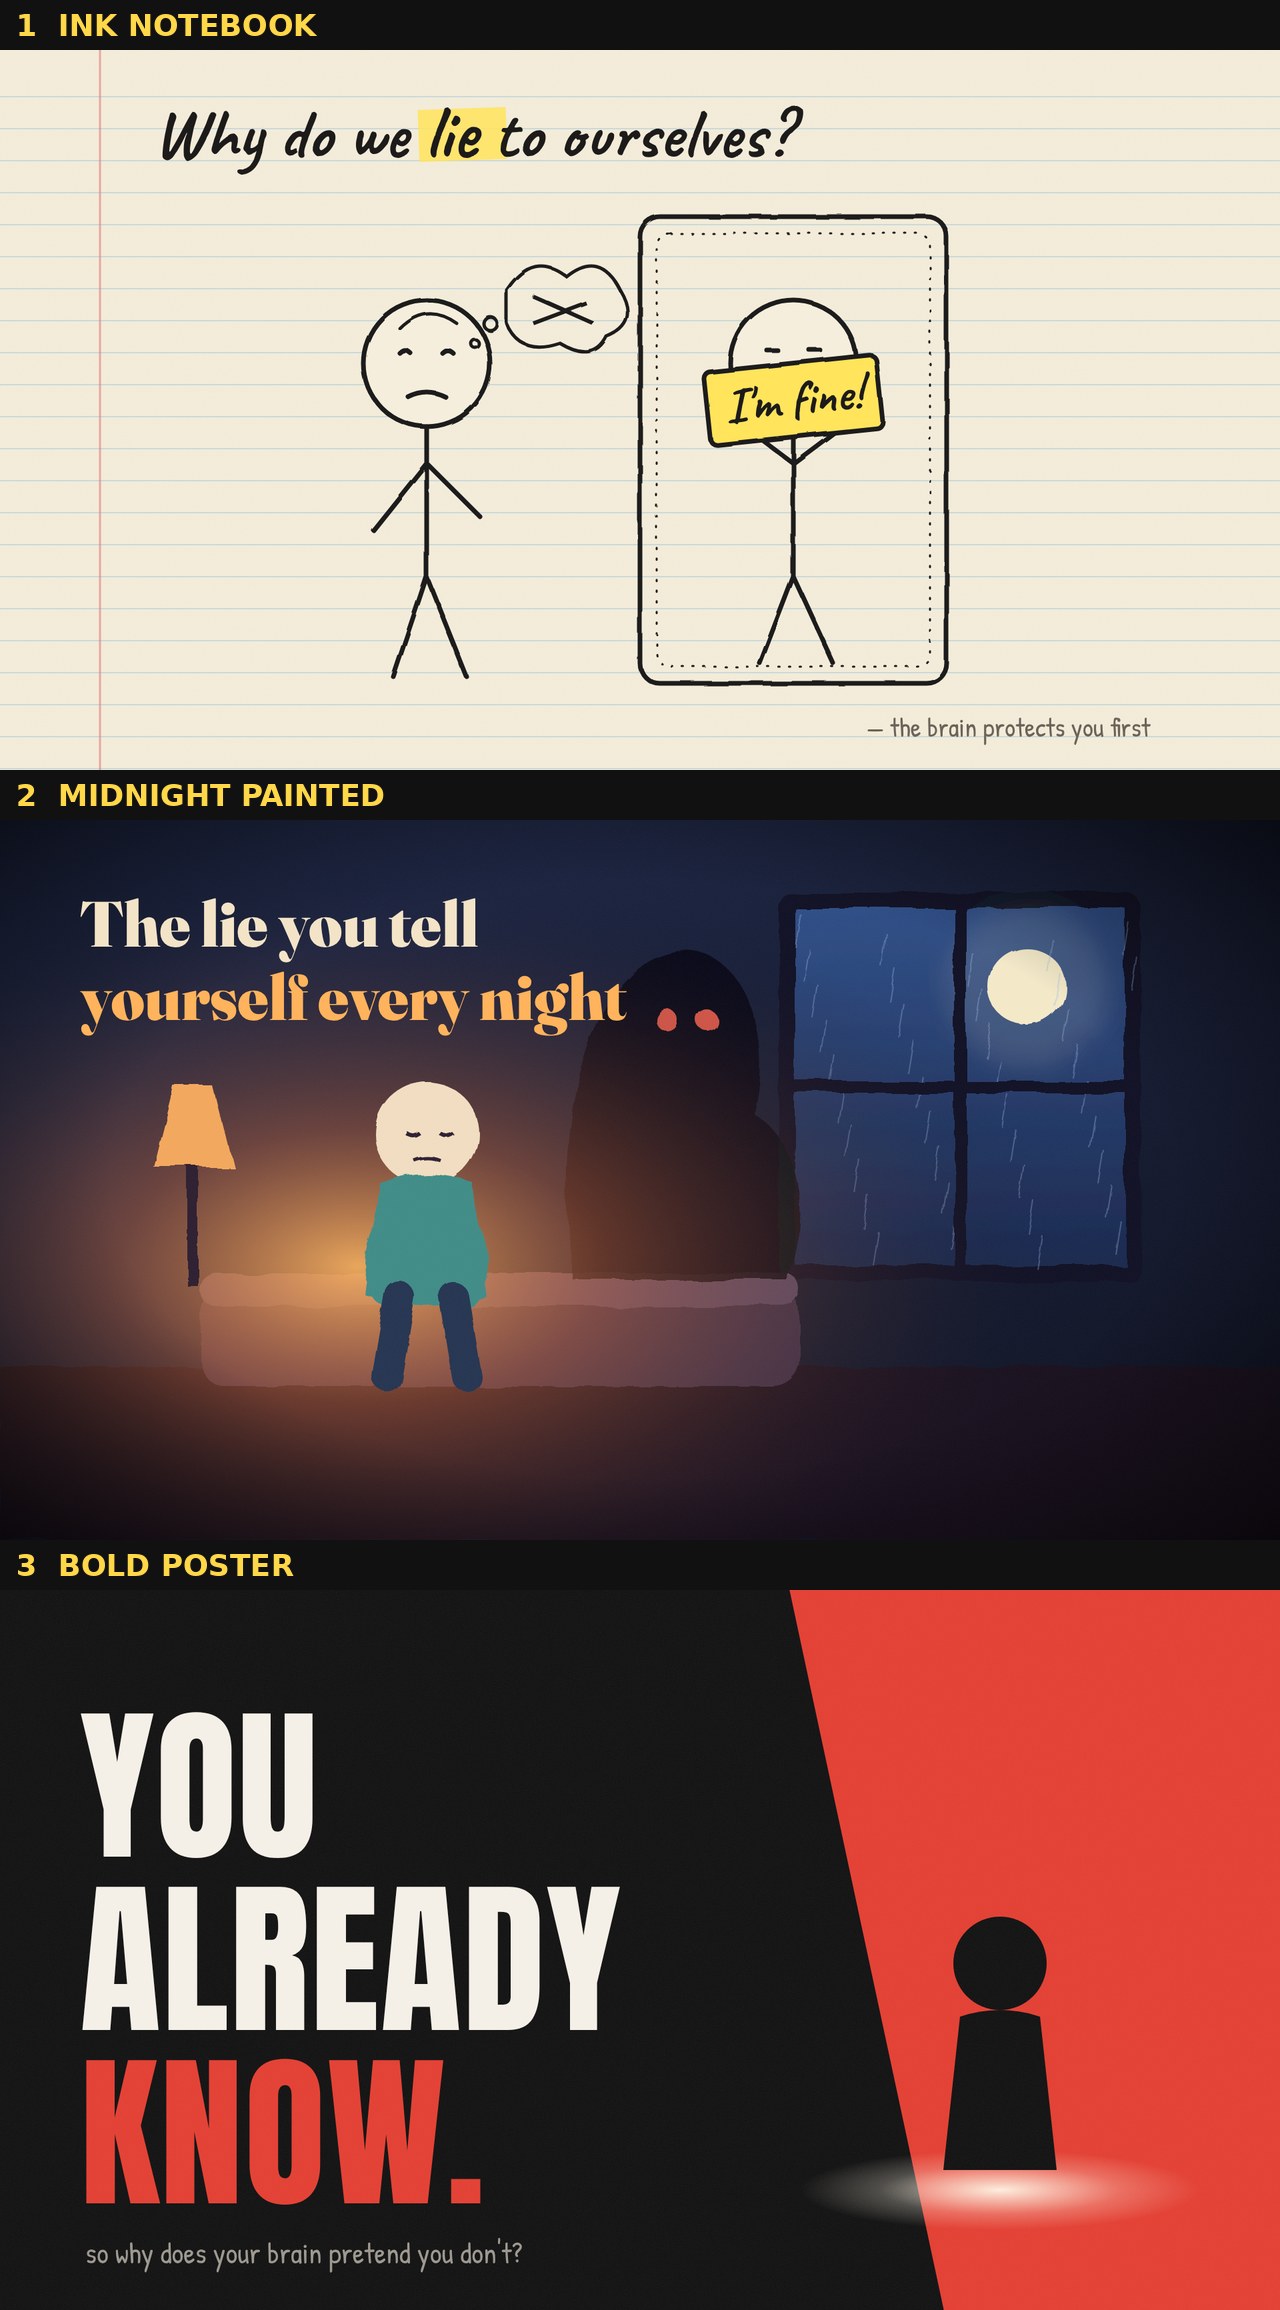 1 INK NOTEBOOK
Why do we lie to ourselves?
I'm fine!
– the brain protects you first
2 MIDNIGHT PAINTED
The lie you tell
yourself every night
3 BOLD POSTER
YOU
ALREADY
KNOW.
so why does your brain pretend you don't?